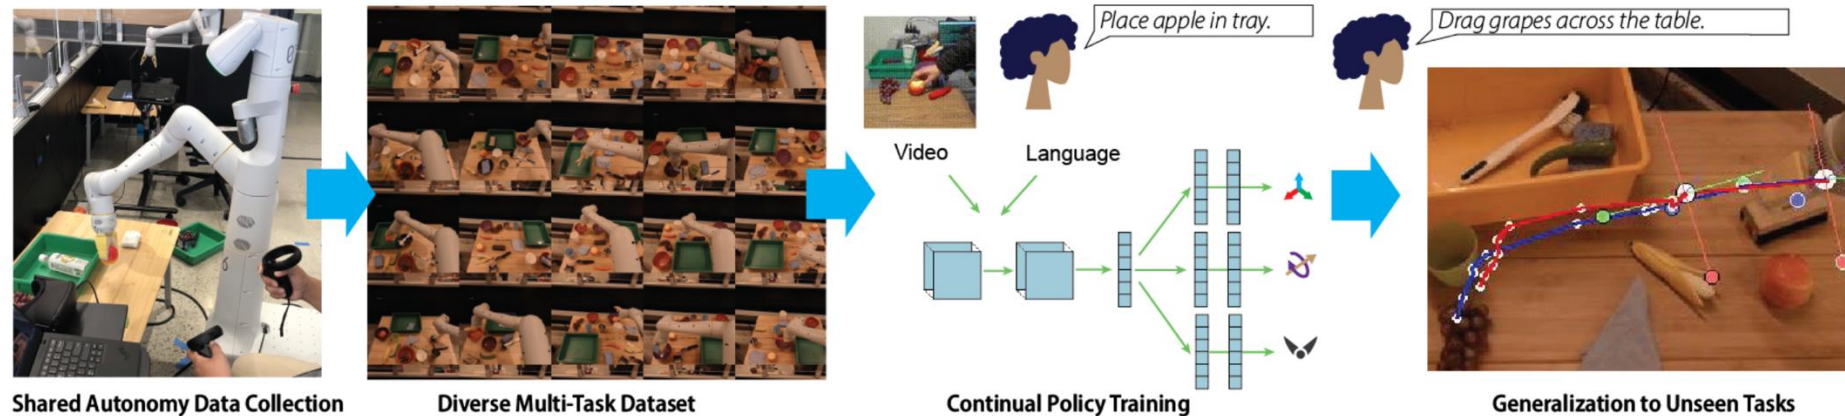 Place apple in tray.
Drag grapes across the table.
Video
Language
Shared Autonomy Data Collection
Diverse Multi-Task Dataset
Continual Policy Training
Generalization to Unseen Tasks